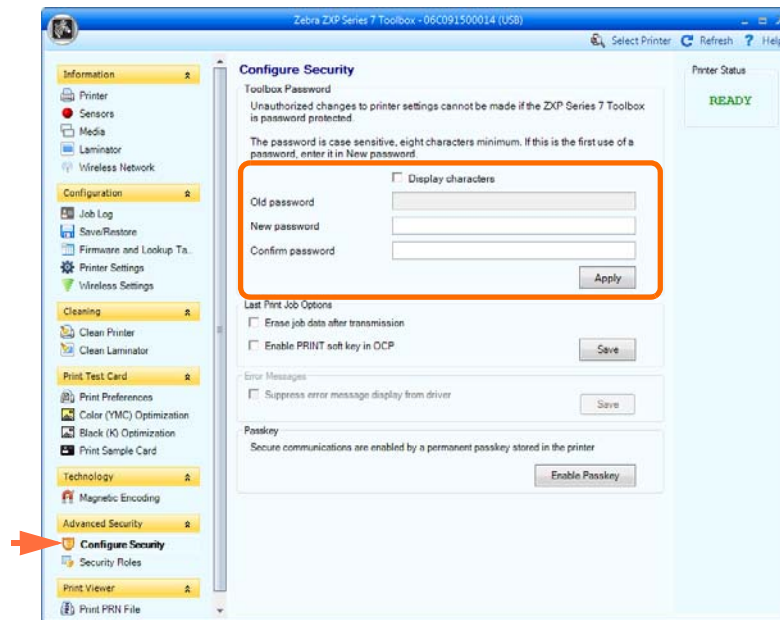 Zebra ZXP Series 7 Toolbox - 06C091500014 (USB)
Select Printer Refresh ? Help
Information
Printer
Sensors
Media
Laminator
Wireless Network
Configuration
Job Log
Save/Restore
Firmware and Lookup Ta..
Printer Settings
Wireless Settings
Cleaning
Clean Printer
Clean Laminator
Print Test Card
Print Preferences
Color (YMC) Optimization
Black (K) Optimization
Print Sample Card
Technology
Magnetic Encoding
Advanced Security
Configure Security
Security Roles
Print Viewer
Print PRN File
Configure Security
Toolbox Password
Unauthorized changes to printer settings cannot be made if the ZXP Series 7 Toolbox
is password protected.
The password is case sensitive, eight characters minimum. If this is the first use of a
password, enter it in New password.
Display characters
Old password
New password
Confirm password
Apply
Last Print Job Options
Erase job data after transmission
Enable PRINT soft key in OCP
Save
Error Messages
Suppress error message display from driver
Save
Passkey
Secure communications are enabled by a permanent passkey stored in the printer
Enable Passkey
Printer Status
READY